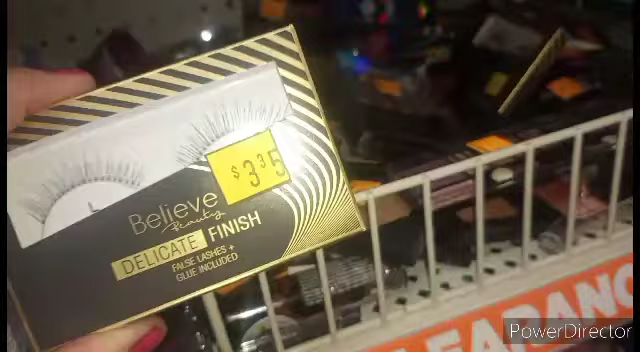 $3.35
Believe
Beauty
DELICATE FINISH
FALSE LASHES +
GLUE INCLUDED
L
PowerDirector